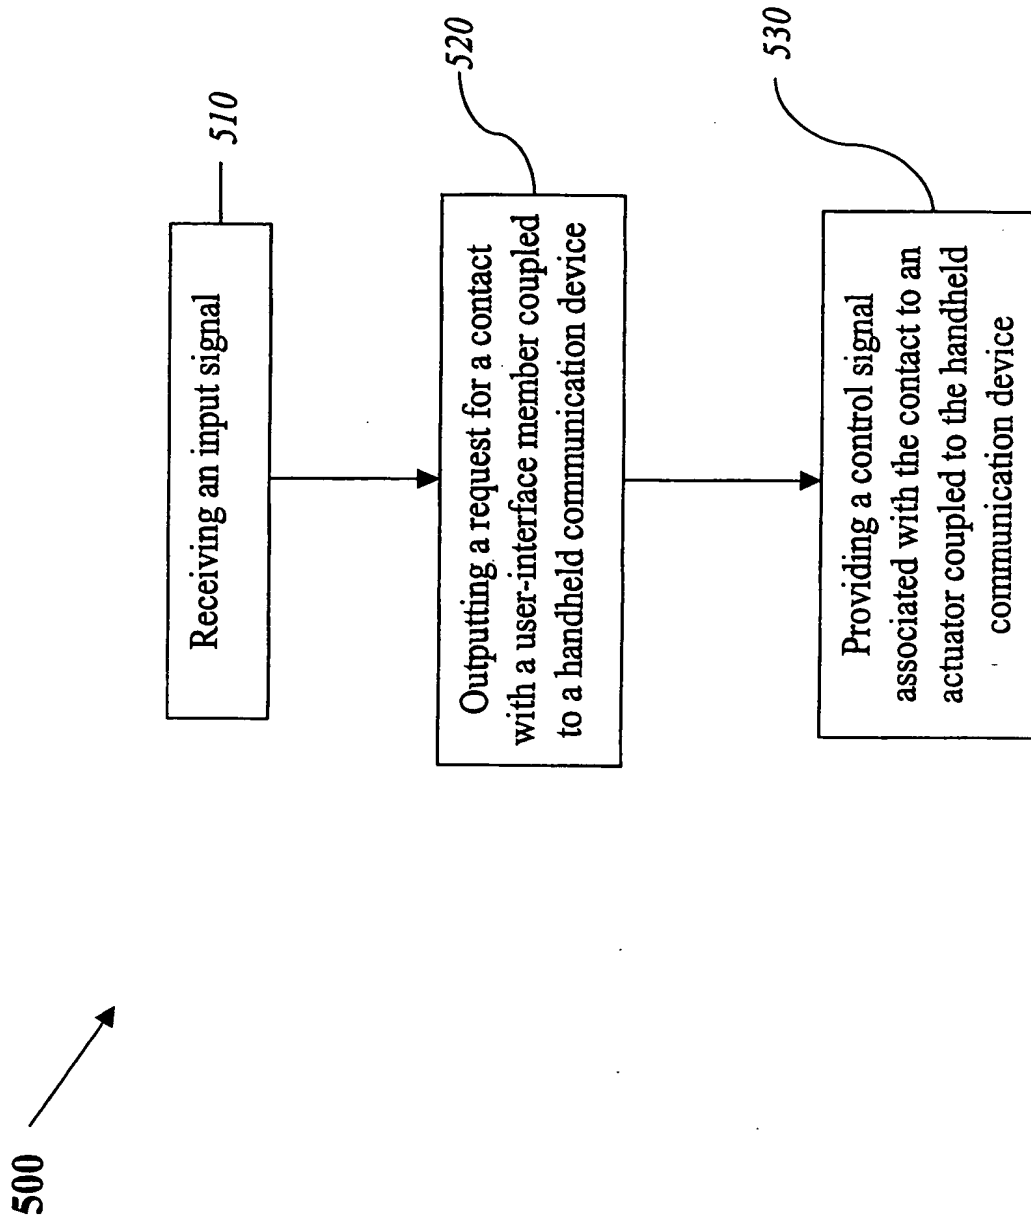 500
510
Receiving an input signal
520
Outputting a request for a contact
with a user-interface member coupled
to a handheld communication device
530
Providing a control signal
associated with the contact to an
actuator coupled to the handheld
communication device